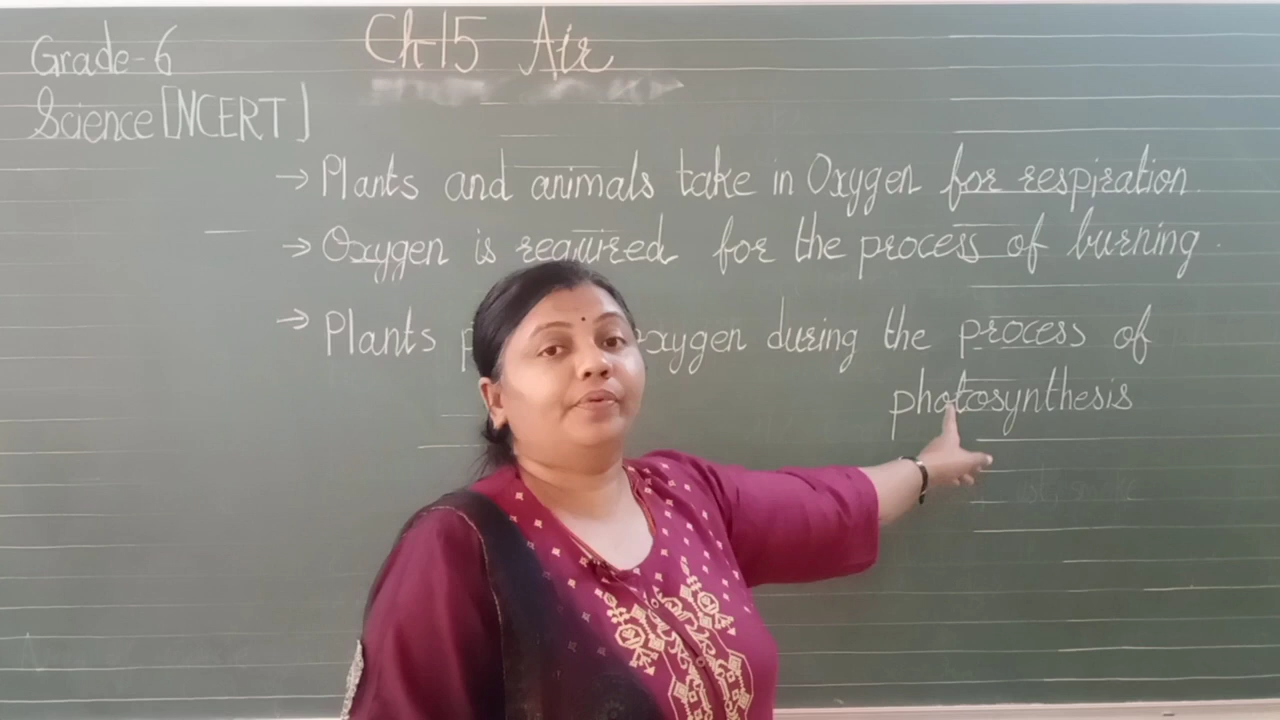 Grade-6
Ch-15 Air
Science [NCERT]
→ Plants and animals take in Oxygen for respiration.
→ Oxygen is required for the process of burning.
→ Plants oxygen during the process of
photosynthesis